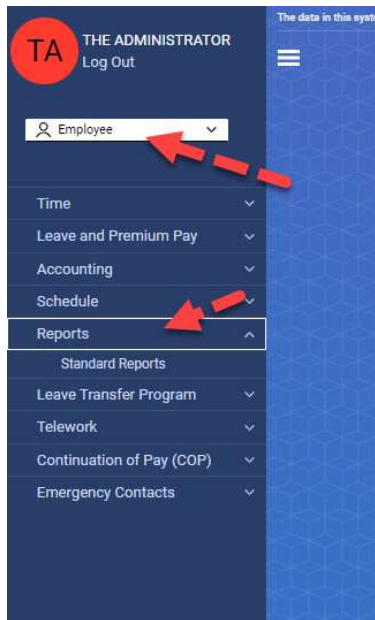 The data in this syst
TA
THE ADMINISTRATOR
Log Out
Employee
Time
Leave and Premium Pay
Accounting
Schedule
Reports
Standard Reports
Leave Transfer Program
Telework
Continuation of Pay (COP)
Emergency Contacts